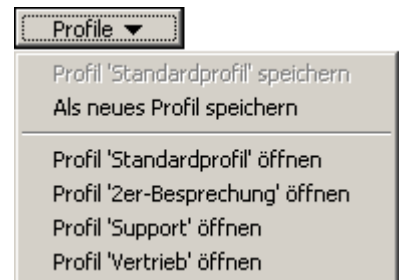 Profile
Profil 'Standardprofil' speichern
Als neues Profil speichern
Profil 'Standardprofil' öffnen
Profil '2er-Besprechung' öffnen
Profil 'Support' öffnen
Profil 'Vertrieb' öffnen